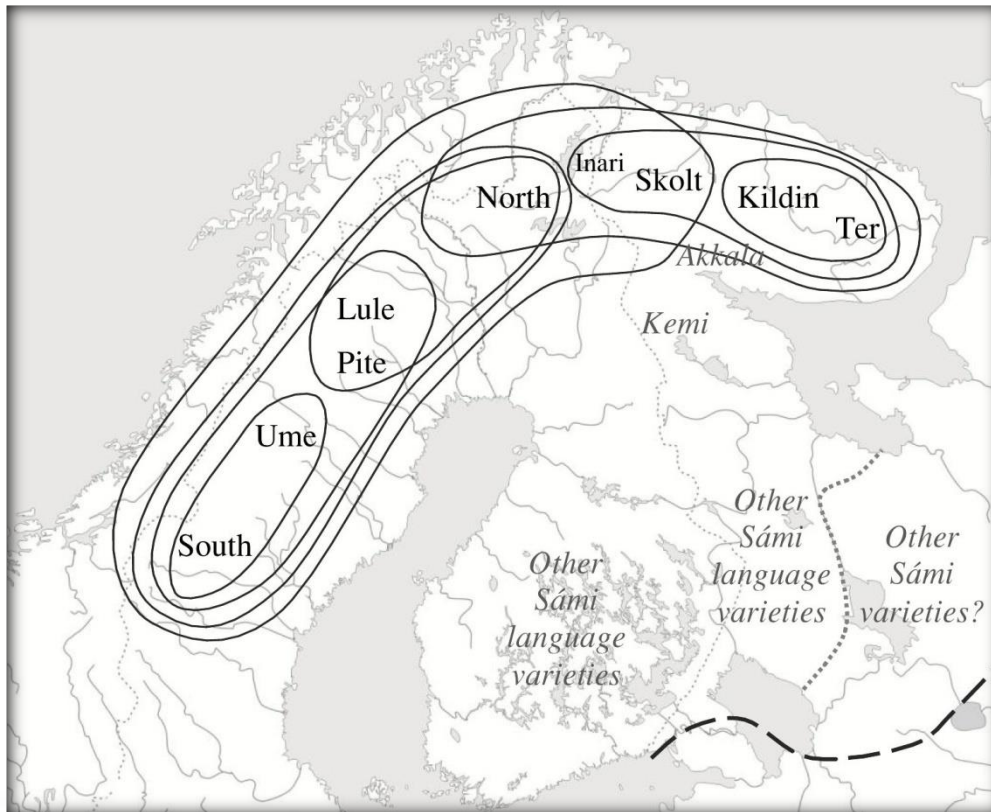 Inari
Skolt
North
Kildin
Ter
Akkala
Lule
Kemi
Pite
Ume
South
Other
Sámi
language
varieties
Other
Sámi
language
varieties
Other
Sámi
varieties?